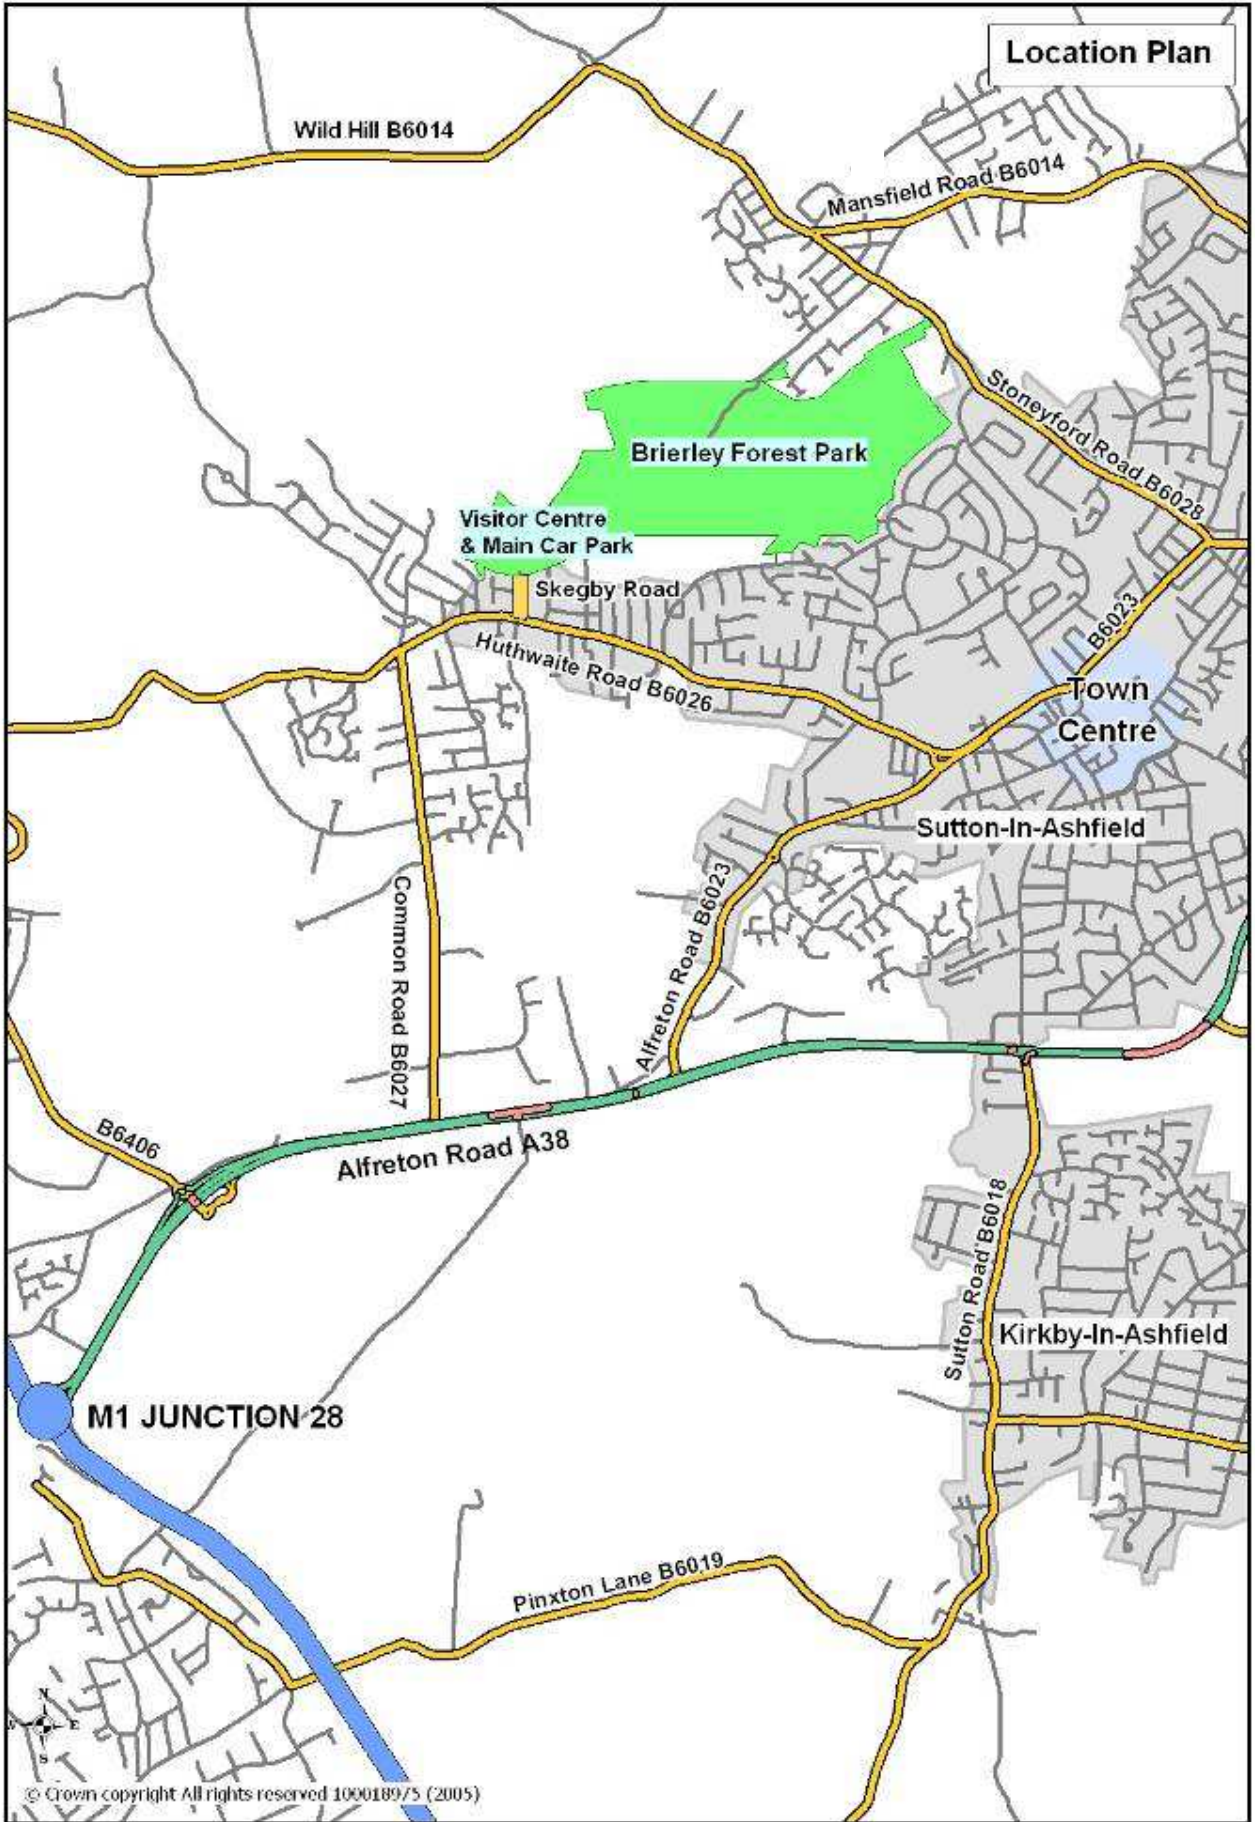 Location Plan
Wild Hill B6014
Mansfield Road B6014
Stoneyford Road B6028
Brierley Forest Park
Visitor Centre
& Main Car Park
Skegby Road
B6023
Huthwaite Road B6026
Town
Centre
Sutton-In-Ashfield
Common Road B6027
Alfreton Road B6023
B6406
Alfreton Road A38
Sutton Road B6018
Kirkby-In-Ashfield
M1 JUNCTION 28
Pinxton Lane B6019
N
E
S
© Crown copyright All rights reserved 100018975 (2005)